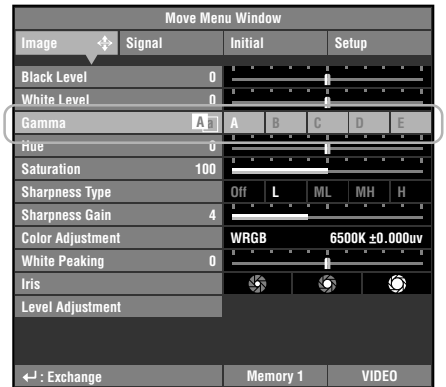 Move Menu Window
Image Signal Initial Setup
Black Level 0
White Level 0
Gamma Aa A B C D E
Hue 0
Saturation 100
Sharpness Type Off L ML MH H
Sharpness Gain 4
Color Adjustment WRGB 6500K ±0.000uv
White Peaking 0
Iris
Level Adjustment
↵ : Exchange Memory 1 VIDEO